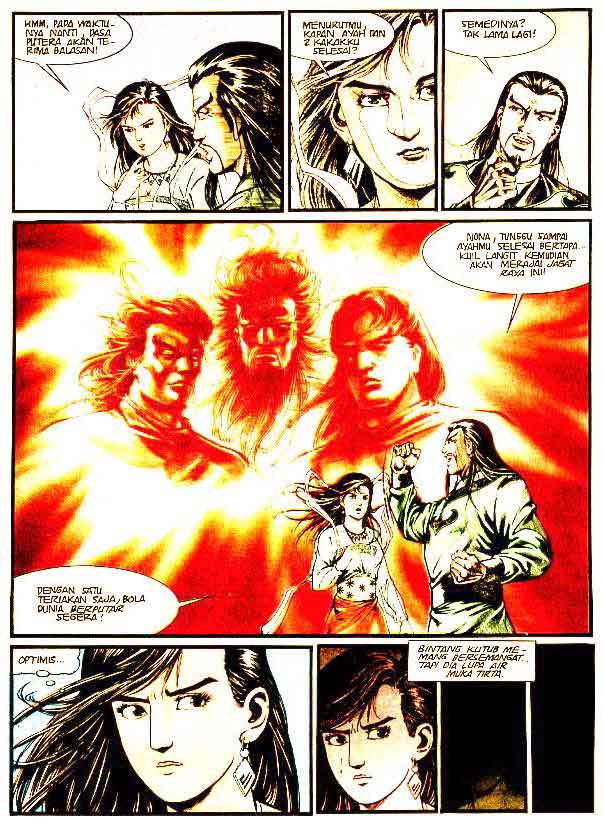 HMM, PADA WAKTU-
NYA NANTI, DASA
PUTERA AKAN TE-
RIMA BALASAN!
MENURUTMU,
KAPAN AYAH DAN
2 KAKAKKU
SELESAI?
SEMEDINYA?
TAK LAMA LAGI!
NONA, TUNGGU SAMPAI
AYAHMU SELESAI BERTAPA...
KUIL LANGIT KEMUDIAN
AKAN MERAJAI JAGAT
RAYA INI!
DENGAN SATU
TERIAKAN SAJA, BOLA
DUNIA BERPUTAR
SEGERA!
OPTIMIS...
BINTANG KUTUB ME-
MANG BERSEMANGAT.
TAPI DIA LUPA AIR
MUKA TIRTA.